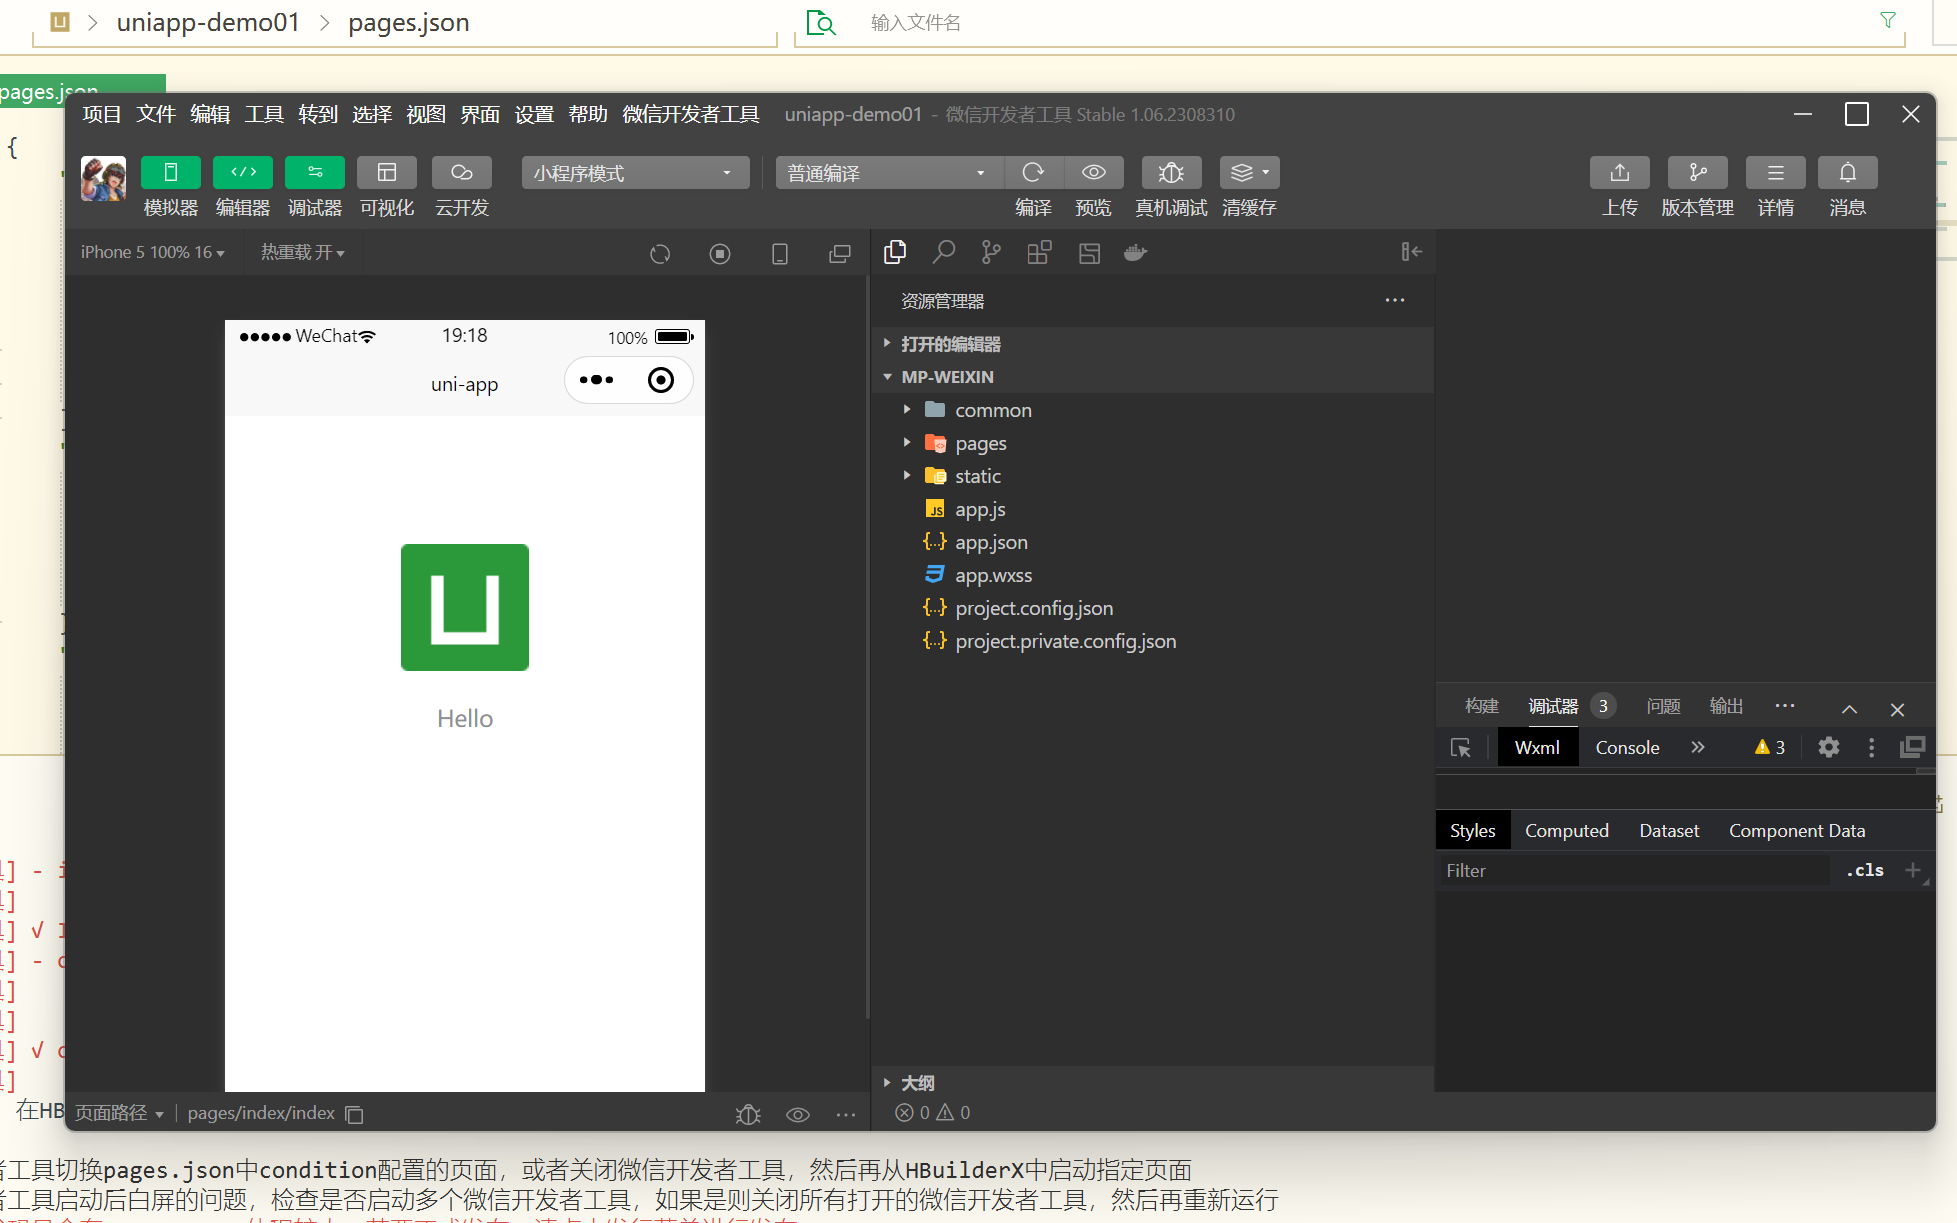 uniapp-demo01 > pages.json
输入文件名
pages.json
{
项目 文件 编辑 工具 转到 选择 视图 界面 设置 帮助 微信开发者工具 uniapp-demo01 - 微信开发者工具 Stable 1.06.2308310
小程序模式 普通编译
模拟器 编辑器 调试器 可视化 云开发 编译 预览 真机调试 清缓存 上传 版本管理 详情 消息
iPhone 5 100% 16 热重载 开
WeChat 19:18 100%
uni-app
Hello
资源管理器
打开的编辑器
MP-WEIXIN
common
pages
static
app.js
app.json
app.wxss
project.config.json
project.private.config.json
大纲
0 0
构建 调试器 3 问题 输出
Wxml Console 3
Styles Computed Dataset Component Data
Filter .cls
页面路径 pages/index/index
在HB
者工具切换pages.json中condition配置的页面，或者关闭微信开发者工具，然后再从HBuilderX中启动指定页面
者工具启动后白屏的问题，检查是否启动多个微信开发者工具，如果是则关闭所有打开的微信开发者工具，然后再重新运行